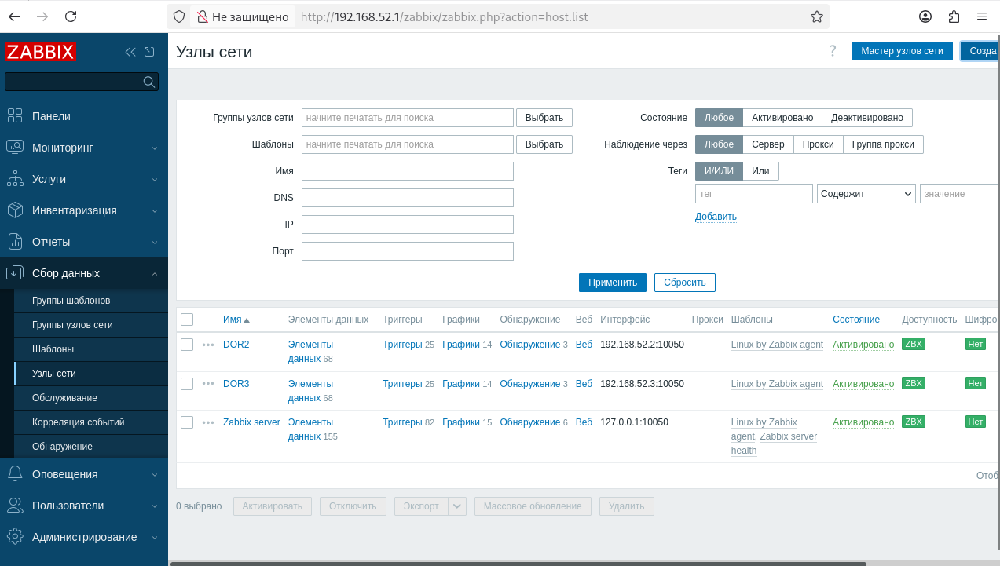 Не защищено
http://192.168.52.1/zabbix/zabbix.php?action=host.list
ZABBIX
Узлы сети
?
Мастер узлов сети
Созда
Панели
Мониторинг
Услуги
Инвентаризация
Отчеты
Сбор данных
Группы шаблонов
Группы узлов сети
Шаблоны
Узлы сети
Обслуживание
Корреляция событий
Обнаружение
Оповещения
Пользователи
Администрирование
Группы узлов сети начните печатать для поиска Выбрать
Шаблоны начните печатать для поиска Выбрать
Имя
DNS
IP
Порт
Состояние Любое Активировано Деактивировано
Наблюдение через Любое Сервер Прокси Группа прокси
Теги И/ИЛИ Или
тег Содержит значение
Добавить
Применить Сбросить
Имя Элементы данных Триггеры Графики Обнаружение Веб Интерфейс Прокси Шаблоны Состояние Доступность Шифро
DOR2 Элементы Триггеры 25 Графики 14 Обнаружение 3 Веб 192.168.52.2:10050 Linux by Zabbix agent Активировано ZBX Нет
данных 68
DOR3 Элементы Триггеры 25 Графики 14 Обнаружение 3 Веб 192.168.52.3:10050 Linux by Zabbix agent Активировано ZBX Нет
данных 68
Zabbix server Элементы Триггеры 82 Графики 15 Обнаружение 6 Веб 127.0.0.1:10050 Linux by Zabbix Активировано ZBX Нет
данных 155 agent, Zabbix server
health
Отоб
0 выбрано Активировать Отключить Экспорт Массовое обновление Удалить